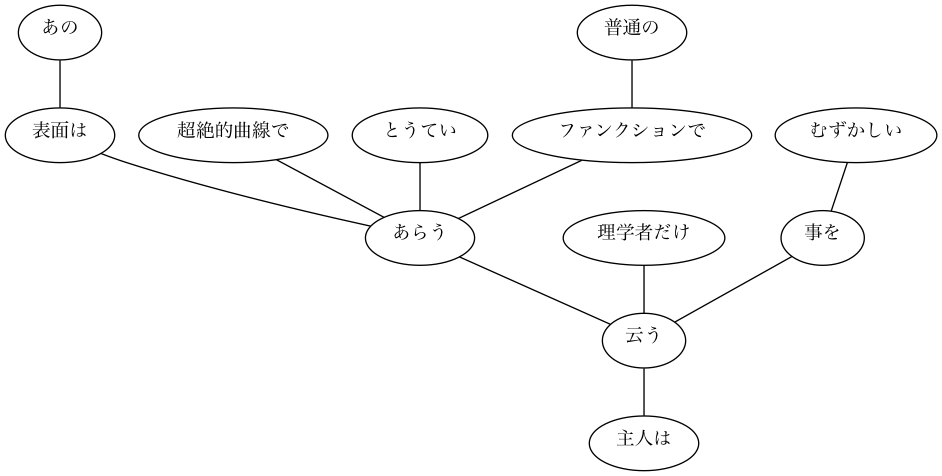 あの
普通の
表面は
超絶的曲線で
とうてい
ファンクションで
むずかしい
あらう
理学者だけ
事を
云う
主人は